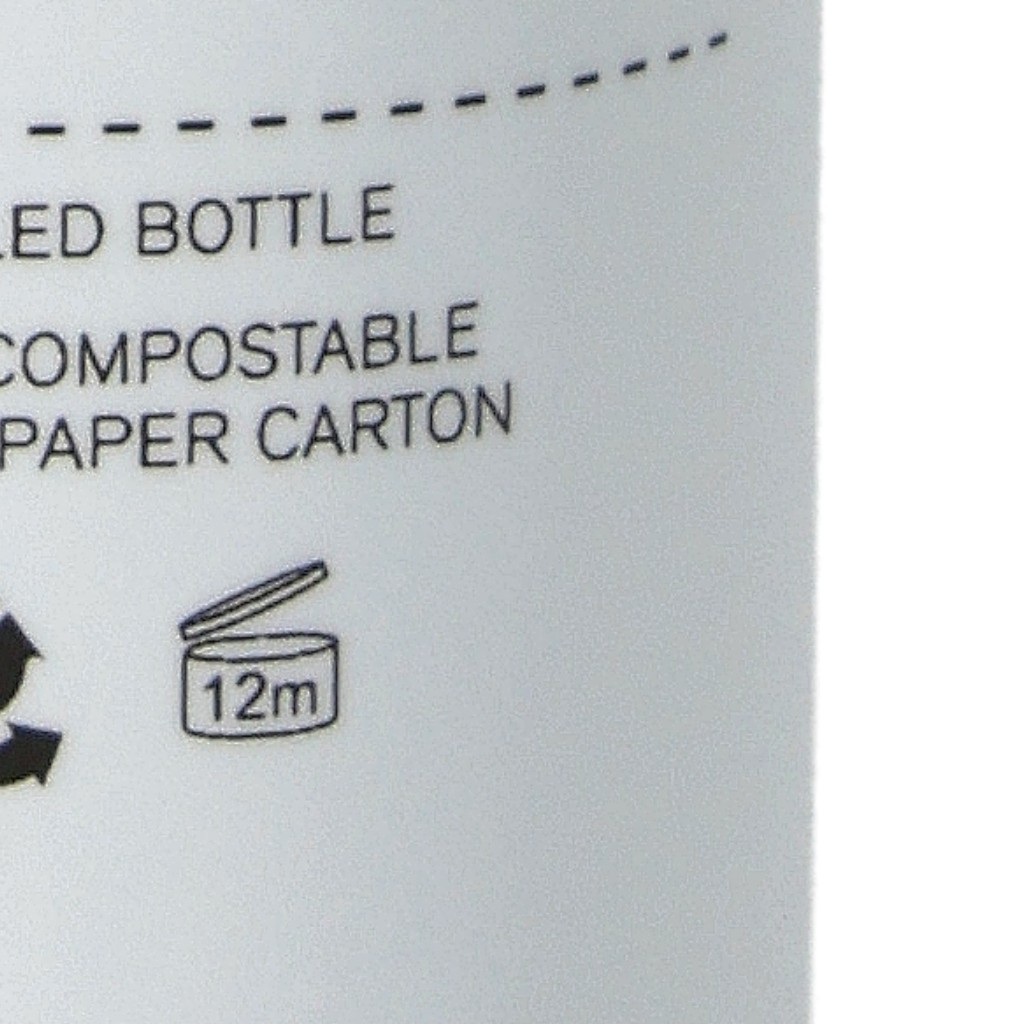 LED BOTTLE
COMPOSTABLE
PAPER CARTON
12m